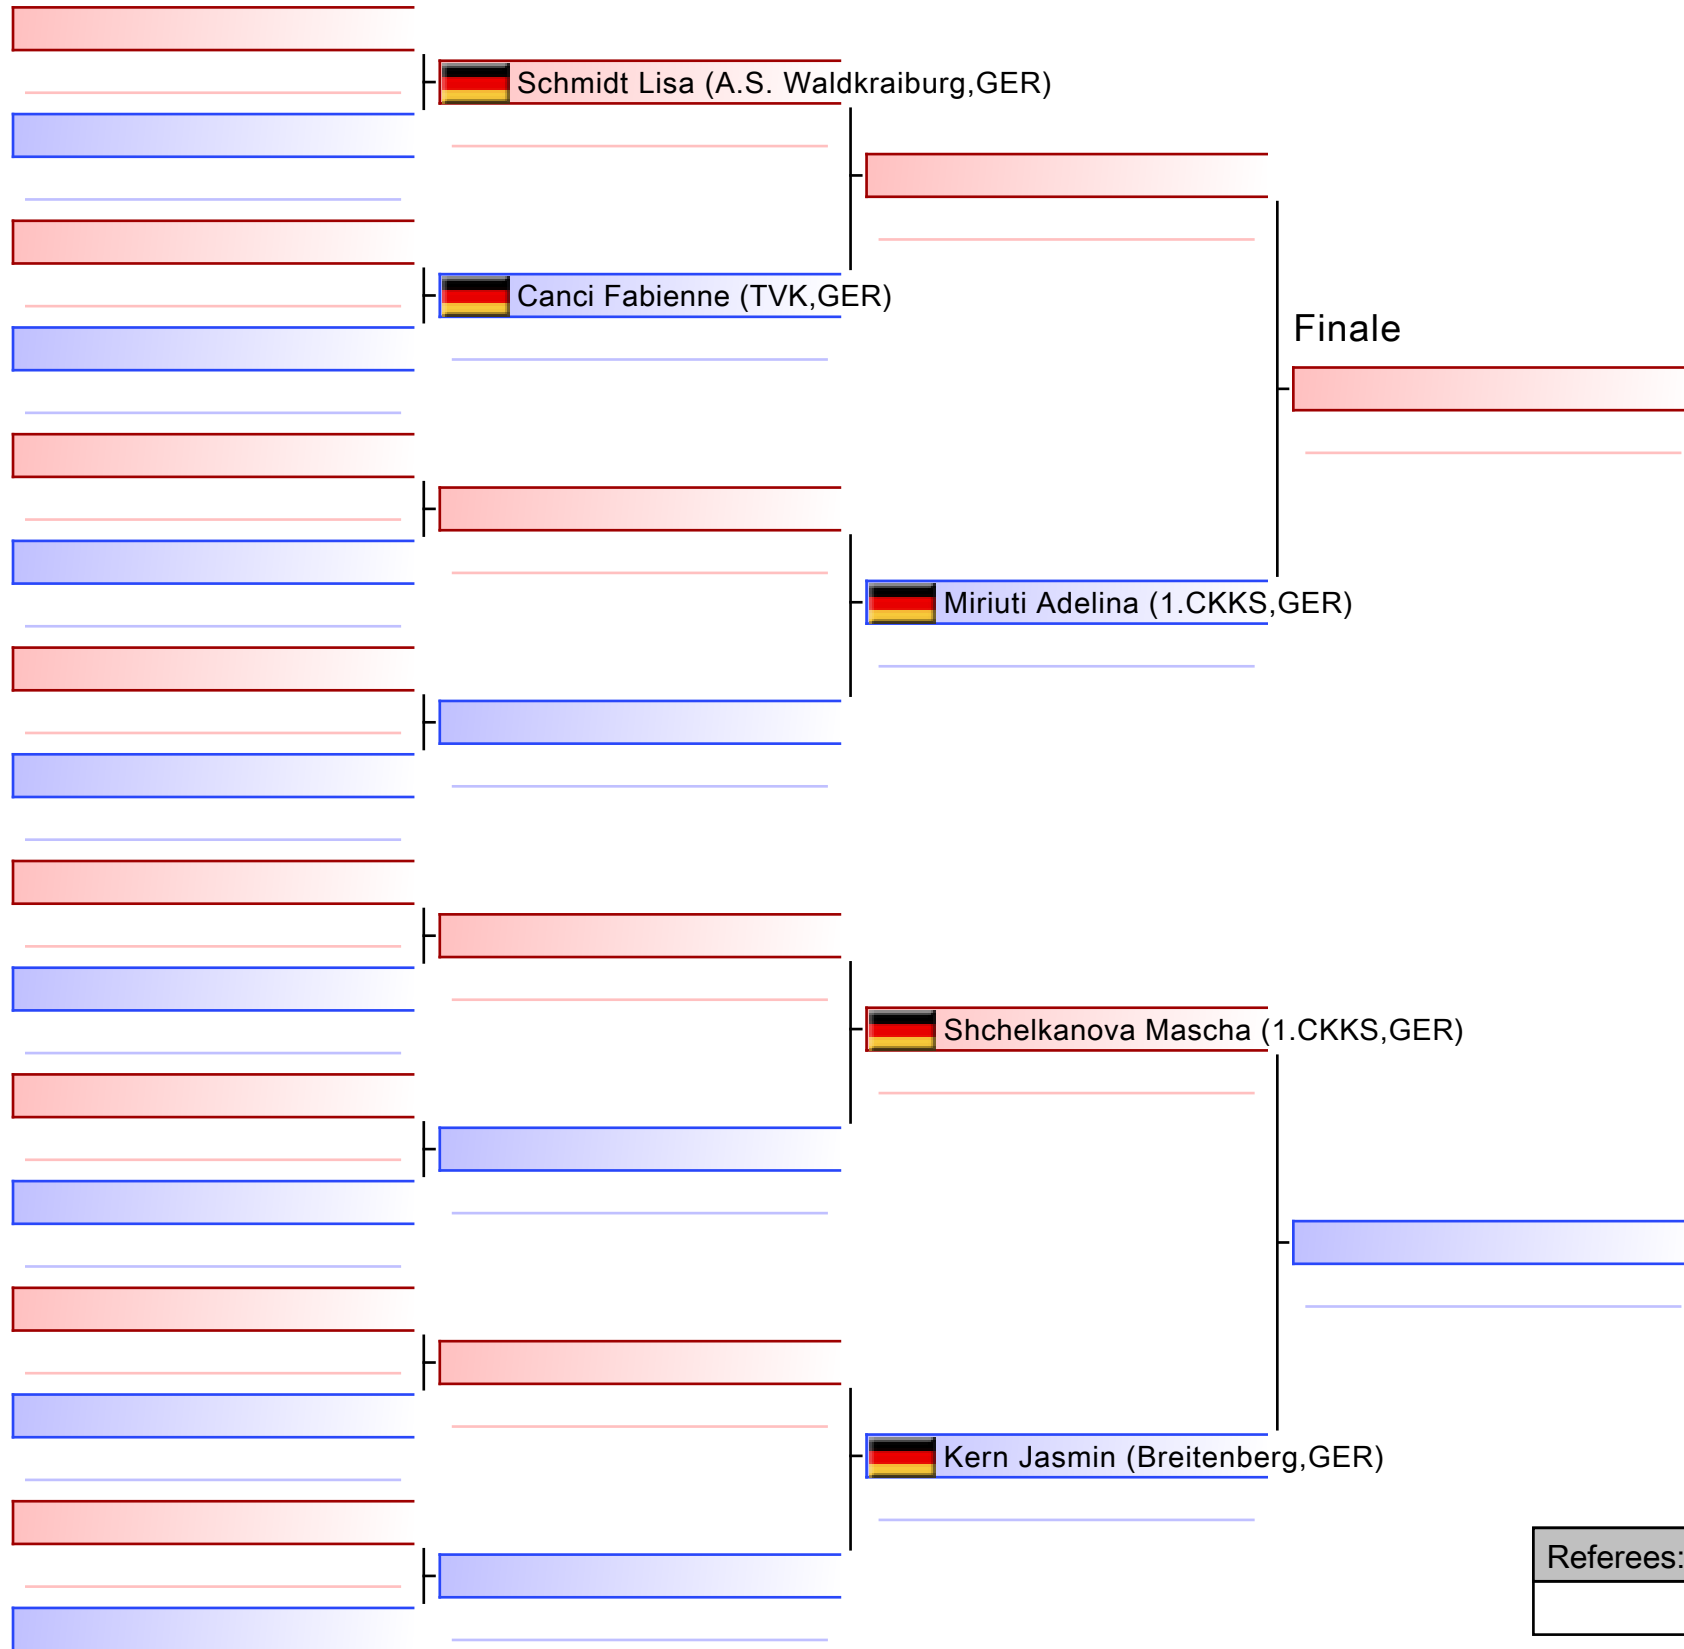 Schmidt Lisa (A.S. Waldkraiburg,GER)
Canci Fabienne (TVK,GER)
Finale
Miriuti Adelina (1.CKKS,GER)
Shchelkanova Mascha (1.CKKS,GER)
Kern Jasmin (Breitenberg,GER)
Referees: